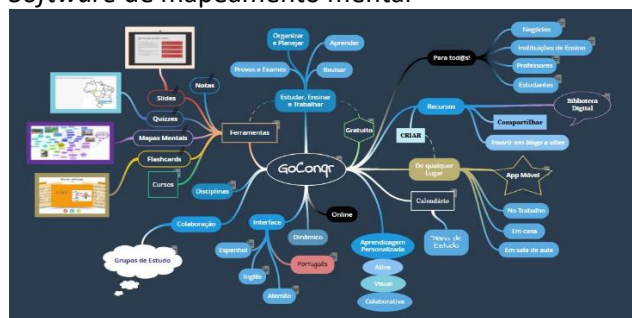 Software de mapeamento mental
Organizar
e Planejar
Aprender
Provas e Exames
Revisar
Estudar, Ensinar
e Trabalhar
Notas
Slides
Quizzes
Mapas Mentais
Flashcards
Cursos
Ferramentas
Gratuito
GoConqr
Disciplines
Colaboração
Grupos de Estudo
Interface
Espanhol
Inglês
Alemão
Português
Online
Dinâmico
Aprendizagem
Personalizada
Ativa
Visual
Colaborativa
Para tod@s!
Negócios
Instituições de Ensino
Professores
Estudantes
Recursos
Biblioteca
Digital
Compartilhar
Inserir em blogs e sites
CRIAR
De qualquer
Lugar
App Móvel
No Trabalho
Em casa
Em sala de aula
Calendário
Plano de
Estudo